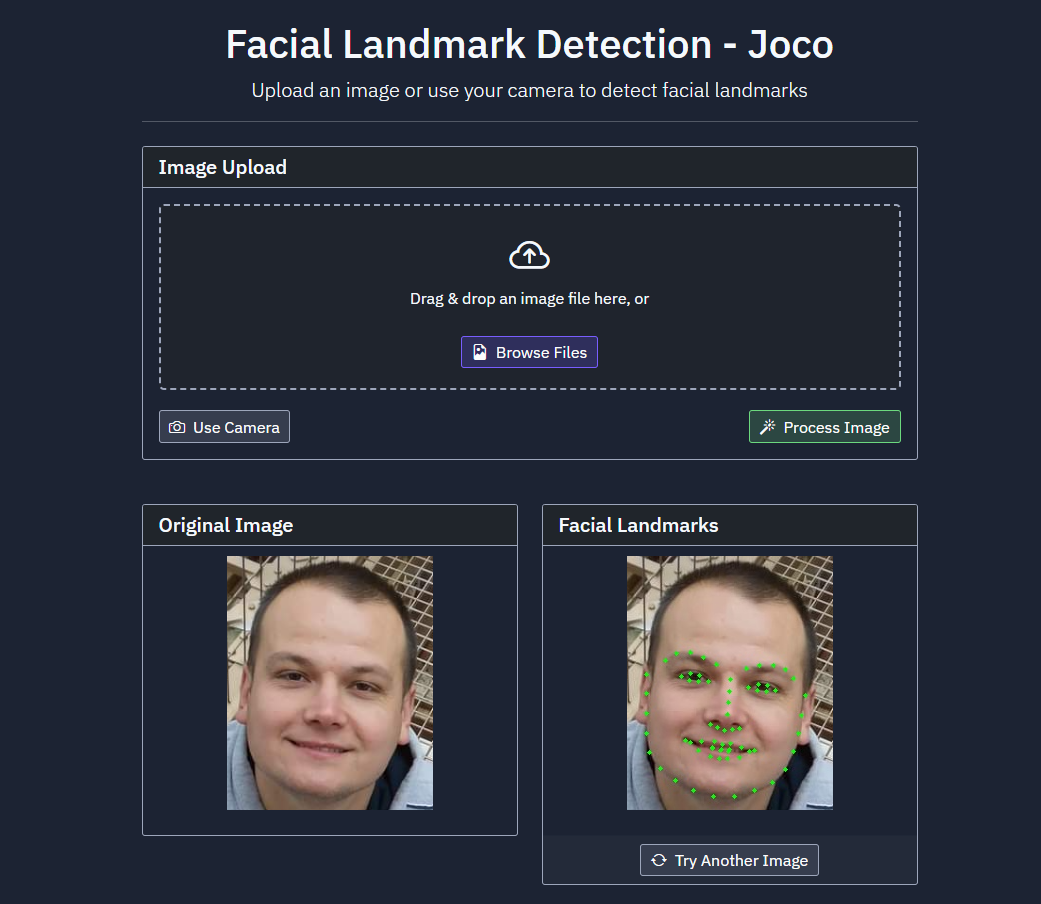 Facial Landmark Detection - Joco
Upload an image or use your camera to detect facial landmarks
Image Upload
Drag & drop an image file here, or
Browse Files
Use Camera
Process Image
Original Image
Facial Landmarks
Try Another Image